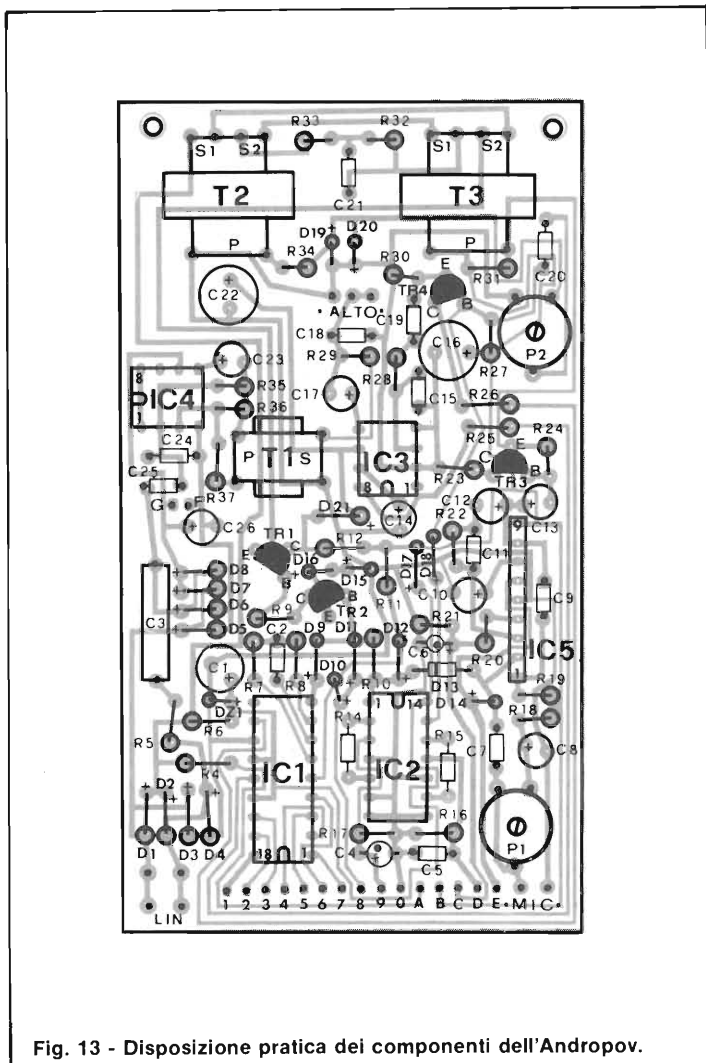 R33 R32
S1 S2 S1 S2
T2 T3
C21
P P
D19 + D20
R34 R30 E R31 C20
+
C22 TR4
C B
·ALTO· C19
C18 C16 + P2
C23 R29 R27
R28
8 R35 C17 C15
IC4 R26
1 R36
C24 R25 R24
P T1 S IC3 C E
C25 R23 B
TR3
G F R37 8 1 C12
D21 R22 C13
C26 + C14
TR1 C R12 C11
E D16 D17 D18
D8 B D15
D7 C B R11 C10 C9
C3 D6 R9 E TR2
D5 C2 D9 D11 D12 R21
C6 R20 IC5
C1 D10 D13
R7 R8 R10 D14 R19
DZ1 R18
R6 R14 1 14
R5 R15 C7 C8
R4 IC1 IC2
D2
R17 R16 P1
18 1 C4 C5
D1 D3 D4
1 2 3 4 5 6 7 8 9 0 A B C D E ·MIC·
LIN
Fig. 13 - Disposizione pratica dei componenti dell'Andropov.